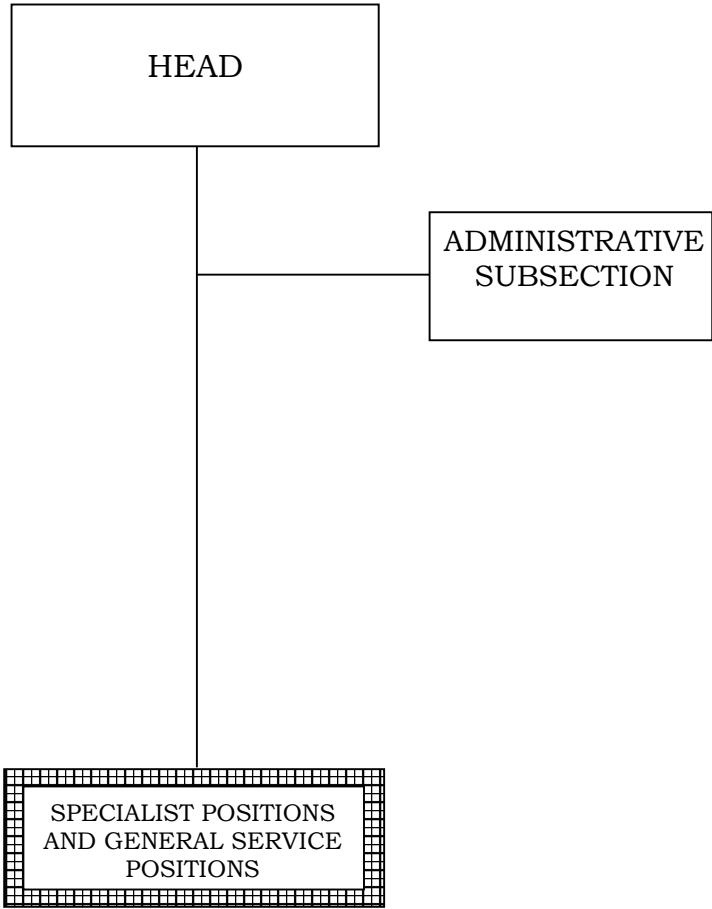 HEAD
ADMINISTRATIVE
SUBSECTION
SPECIALIST POSITIONS
AND GENERAL SERVICE
POSITIONS